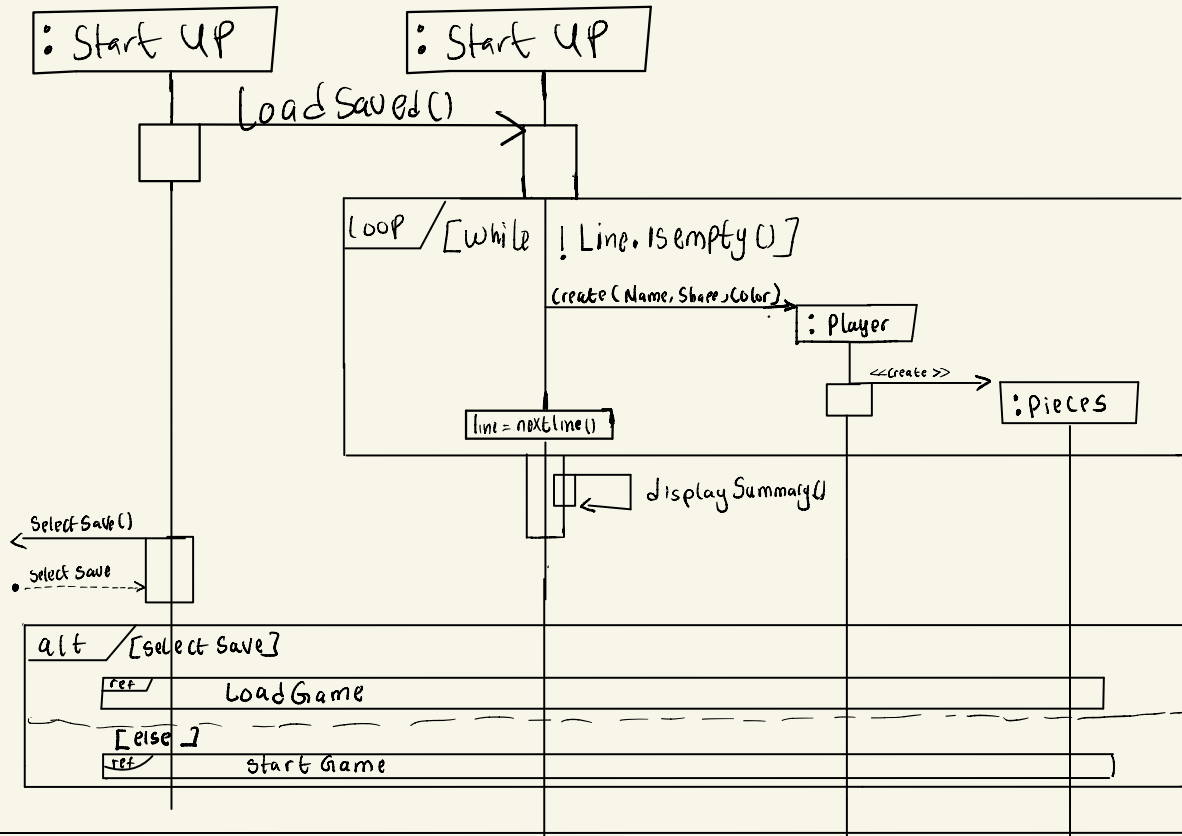 : Start UP
: Start UP
LoadSaved()
loop
[While ! Line.Isempty()]
Create(Name, Shape, Color)
: Player
<<Create>>
: Pieces
line = nextline()
displaySummary()
SelectSave()
Select Save
alt
[Select Save]
ref
LoadGame
[else]
ref
Start Game